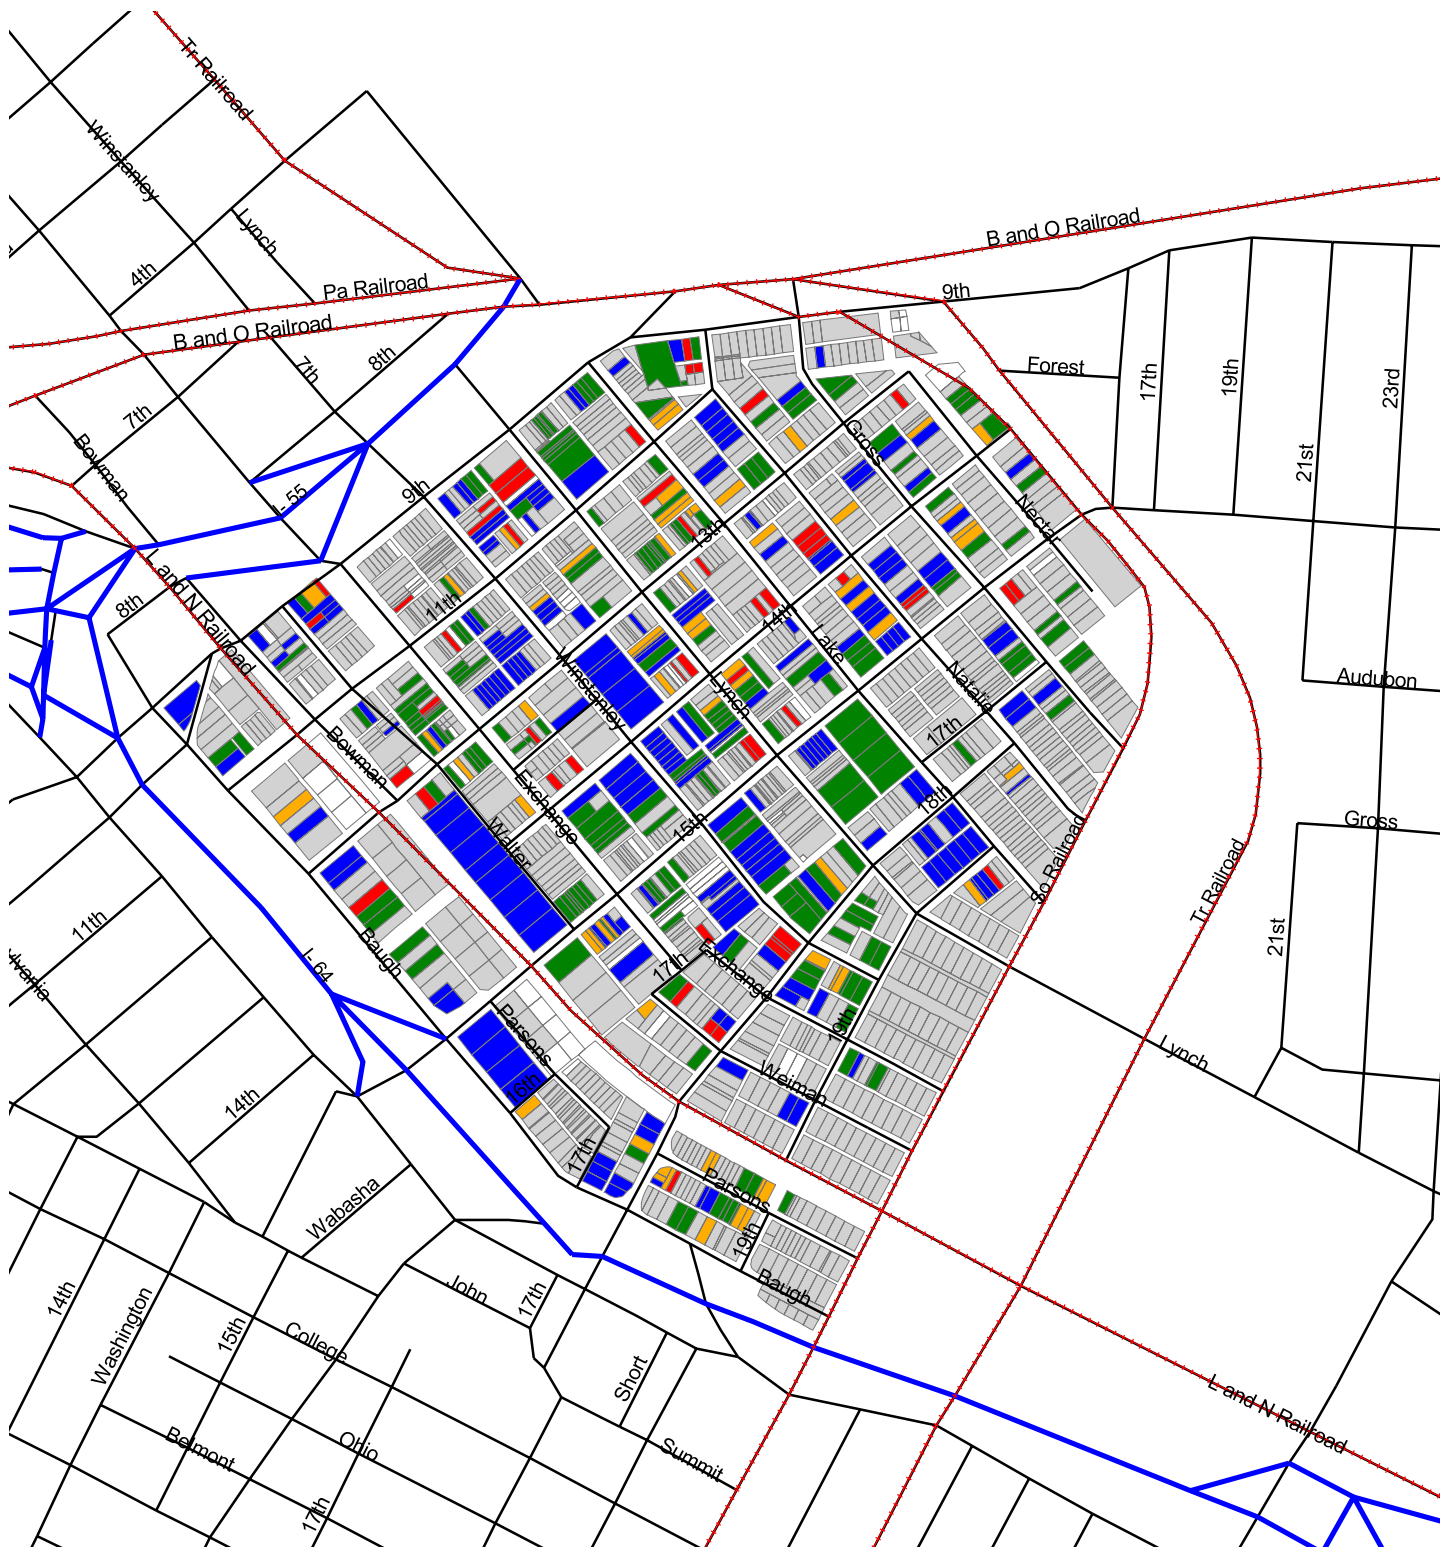 Tr Railroad
Winstanley
Lynch
4th
B and O Railroad
Pa Railroad
9th
B and O Railroad
7th
8th
Forest
17th
19th
23rd
7th
Gross
Bowman
21st
I- 55
9th
Nectar
13th
L and N Railroad
8th
11th
14th
Lake
Winstanley
Lynch
Natalie
Audubon
17th
Bowman
Exchange
18th
Walter
15th
Gross
So Railroad
Tr Railroad
11th
Baugh
I- 64
17th
Exchange
21st
lvania
19th
Parsons
Lynch
16th
Weiman
14th
17th
Parsons
Wabasha
19th
Baugh
John
17th
14th
Washington
15th
College
Short
L and N Railroad
Belmont
Ohio
Summit
17th